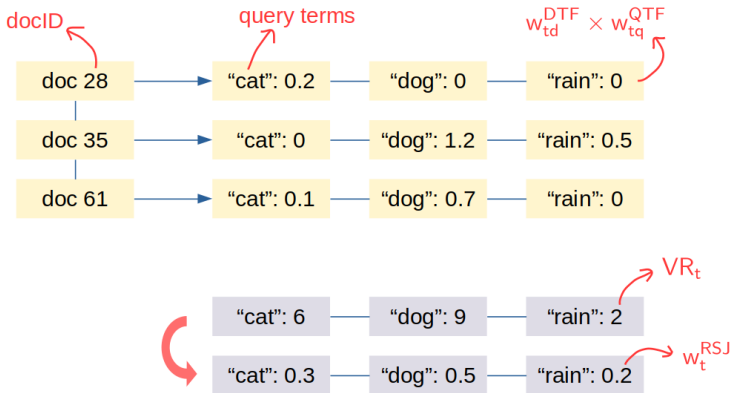 docID
query terms
w_td^DTF × w_tq^QTF
doc 28 “cat”: 0.2 “dog”: 0 “rain”: 0
doc 35 “cat”: 0 “dog”: 1.2 “rain”: 0.5
doc 61 “cat”: 0.1 “dog”: 0.7 “rain”: 0
VR_t
“cat”: 6 “dog”: 9 “rain”: 2
w_t^RSJ
“cat”: 0.3 “dog”: 0.5 “rain”: 0.2